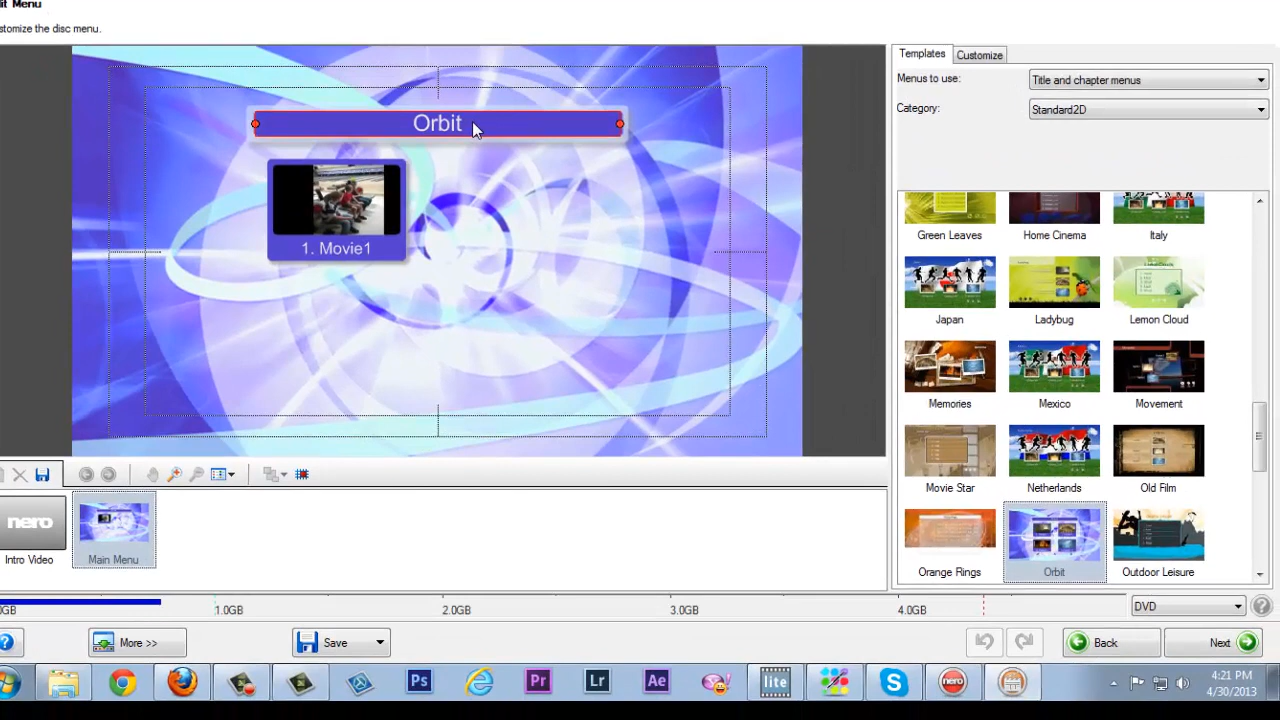 it Menu
stomize the disc menu.
Templates
Customize
Menus to use:
Title and chapter menus
Category:
Standard2D
Orbit
1. Movie1
Green Leaves
Home Cinema
Italy
Japan
Ladybug
Lemon Cloud
Memories
Mexico
Movement
Movie Star
Netherlands
Old Film
Orange Rings
Orbit
Outdoor Leisure
nero
Intro Video
Main Menu
GB
1.0GB
2.0GB
3.0GB
4.0GB
DVD
?
?
More >>
Save
Back
Next
Ps
Pr
Lr
Ae
lite
S
nero
4:21 PM
4/30/2013